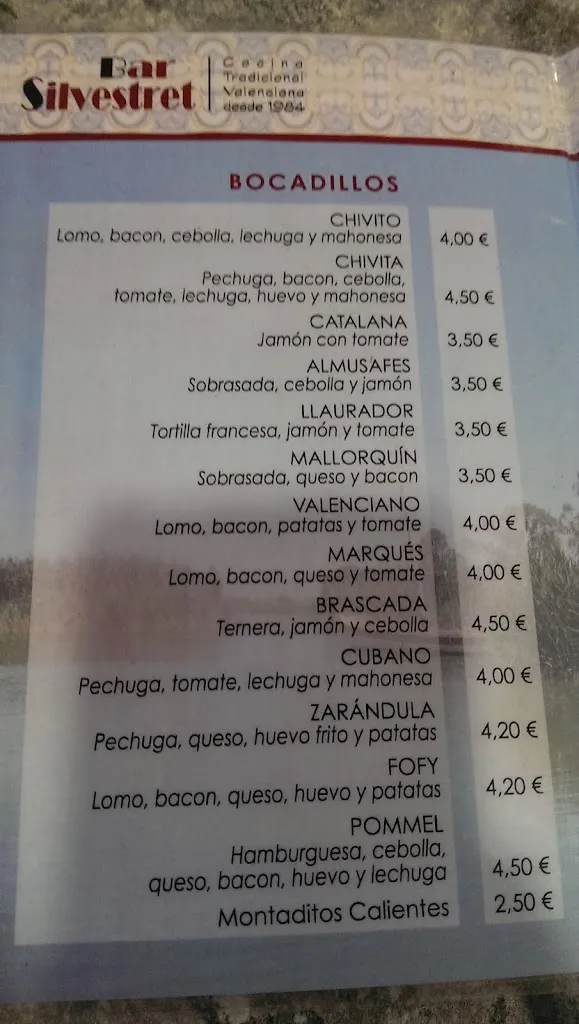 Bar
Silvestret
Cocina
Tradicional
Valenciana
desde 1984
BOCADILLOS
CHIVITO
Lomo, bacon, cebolla, lechuga y mahonesa 4,00 €
CHIVITA
Pechuga, bacon, cebolla,
tomate, lechuga, huevo y mahonesa 4,50 €
CATALANA
Jamón con tomate 3,50 €
ALMUSAFES
Sobrasada, cebolla y jamón 3,50 €
LLAURADOR
Tortilla francesa, jamón y tomate 3,50 €
MALLORQUÍN
Sobrasada, queso y bacon 3,50 €
VALENCIANO
Lomo, bacon, patatas y tomate 4,00 €
MARQUÉS
Lomo, bacon, queso y tomate 4,00 €
BRASCADA
Ternera, jamón y cebolla 4,50 €
CUBANO
Pechuga, tomate, lechuga y mahonesa 4,00 €
ZARÁNDULA
Pechuga, queso, huevo frito y patatas 4,20 €
FOFY
Lomo, bacon, queso, huevo y patatas 4,20 €
POMMEL
Hamburguesa, cebolla,
queso, bacon, huevo y lechuga 4,50 €
Montaditos Calientes 2,50 €